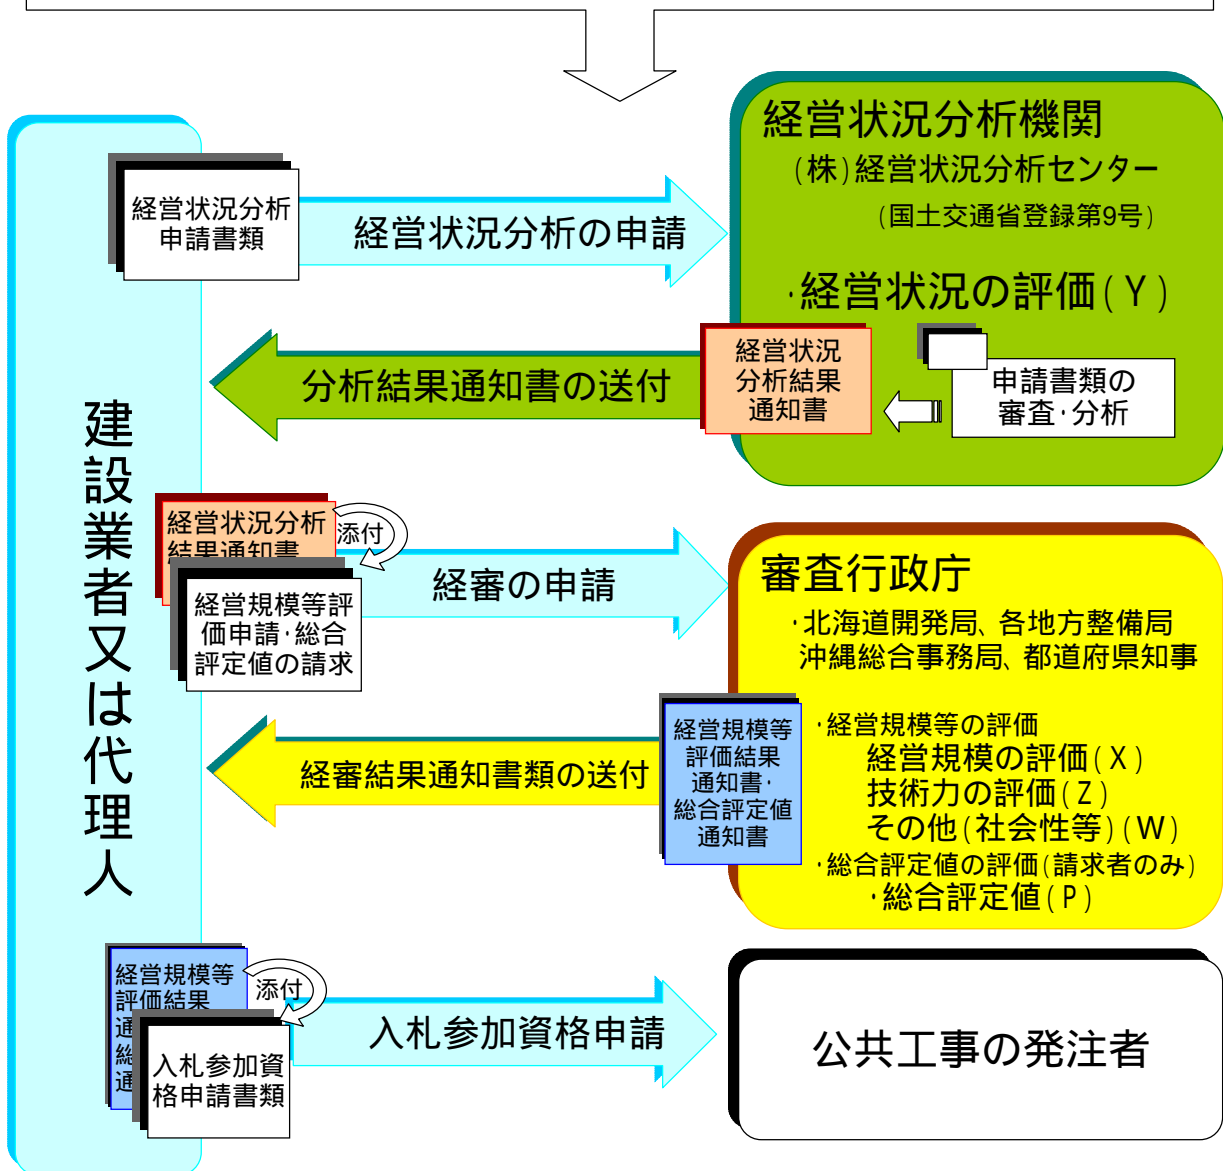 経営状況分析機関
(株)経営状況分析センター
(国土交通省登録第9号)
経営状況分析
申請書類
経営状況分析の申請
・経営状況の評価(Y)
経営状況
分析結果
通知書
申請書類の
審査・分析
分析結果通知書の送付
建設業者又は代理人
経営状況分析
結果通知書
添付
経営規模等評
価申請・総合
評定値の請求
経審の申請
審査行政庁
・北海道開発局、各地方整備局
沖縄総合事務局、都道府県知事
・経営規模等の評価
経営規模の評価(X)
技術力の評価(Z)
その他(社会性等)(W)
・総合評定値の評価(請求者のみ)
・総合評定値(P)
経営規模等
評価結果
通知書・
総合評定値
通知書
経審結果通知書類の送付
経営規模等
評価結果
通
総
通
添付
入札参加資
格申請書類
入札参加資格申請
公共工事の発注者